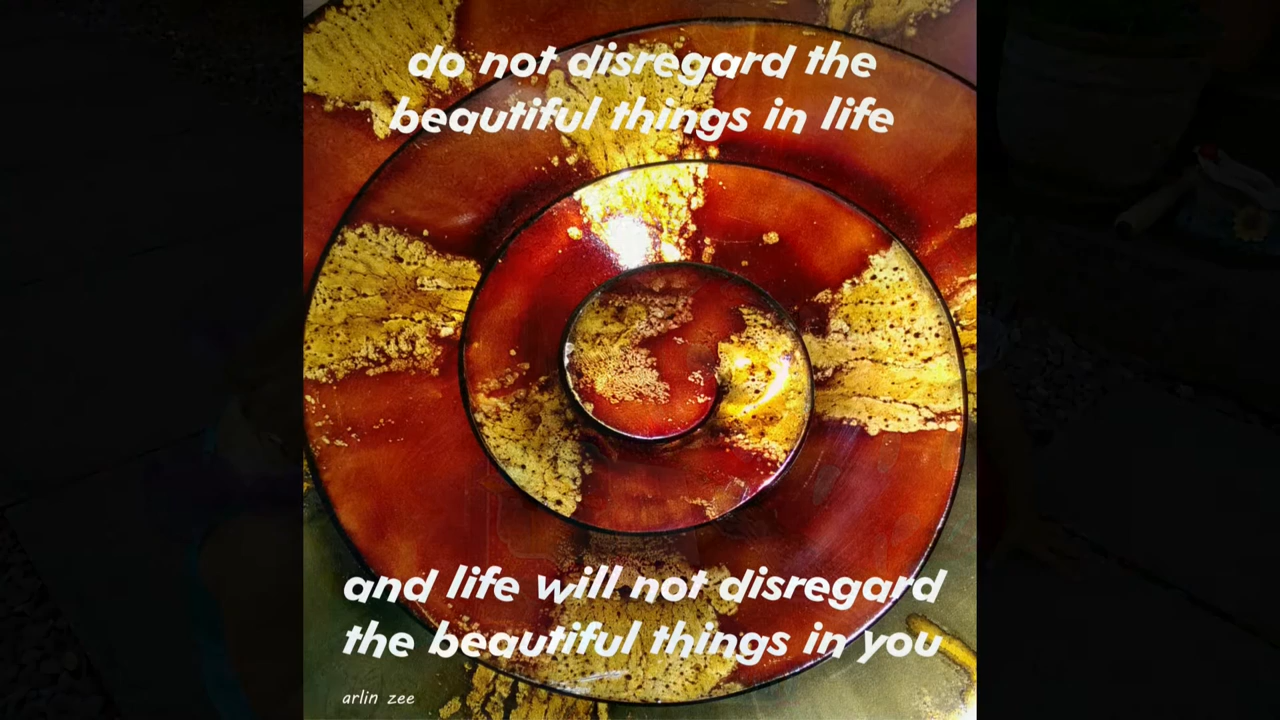 do not disregard the
beautiful things in life
and life will not disregard
the beautiful things in you
arlin zee